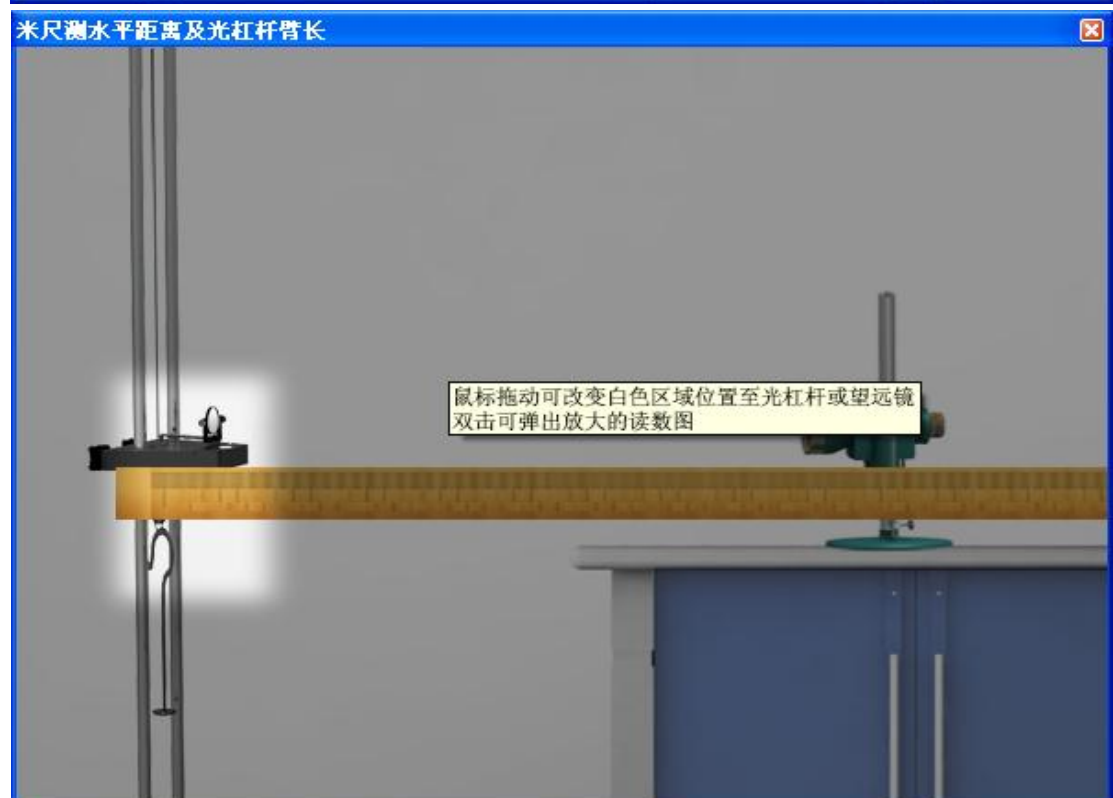 米尺测水平距离及光杠杆臂长
鼠标拖动可改变白色区域位置至光杠杆或望远镜
双击可弹出放大的读数图